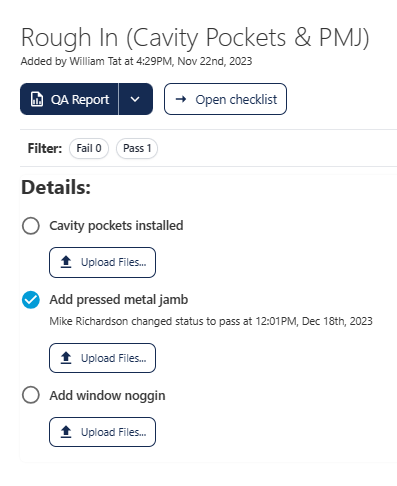 Rough In (Cavity Pockets & PMJ)
Added by William Tat at 4:29PM, Nov 22nd, 2023
QA Report
Open checklist
Filter: Fail 0 Pass 1
Details:
Cavity pockets installed
Upload Files...
Add pressed metal jamb
Mike Richardson changed status to pass at 12:01PM, Dec 18th, 2023
Upload Files...
Add window noggin
Upload Files...